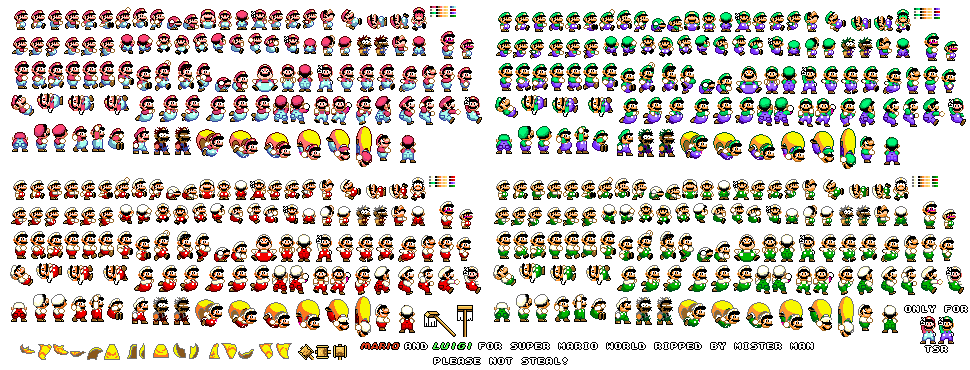 ONLY FOR
TSR
MARIO AND LUIGI FOR SUPER MARIO WORLD RIPPED BY MISTER MAN
PLEASE NOT STEAL!